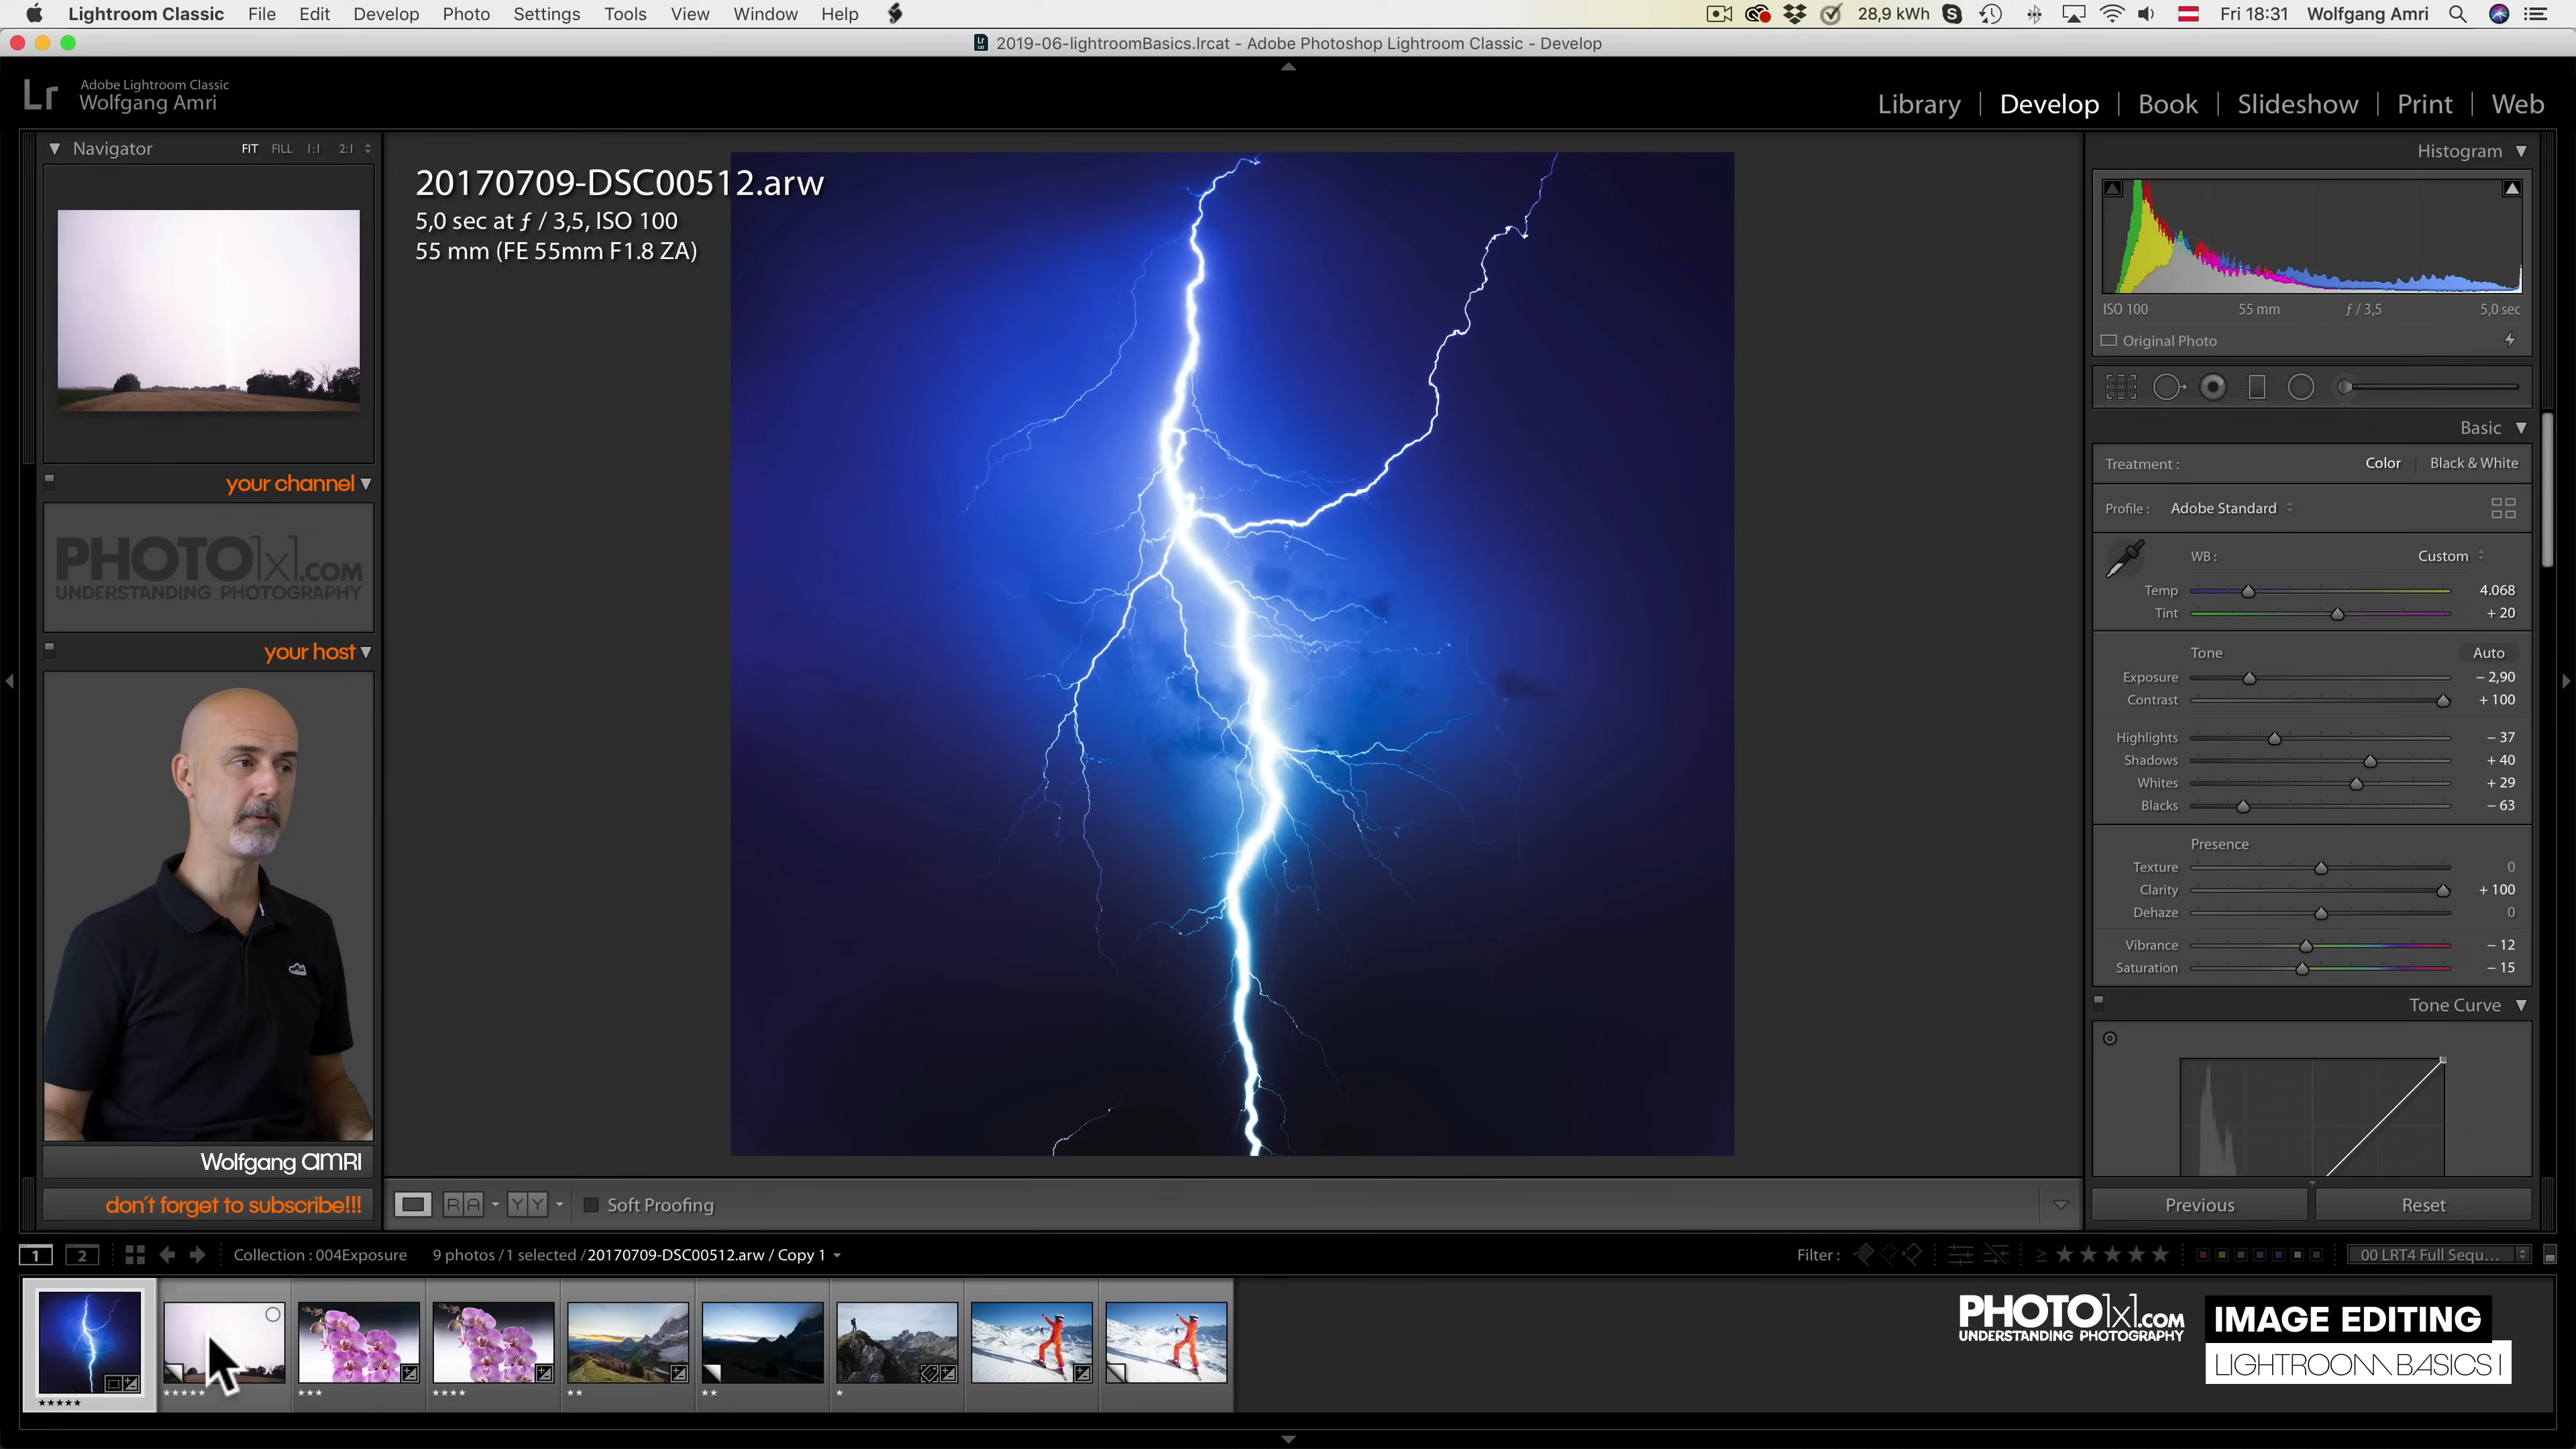 Lightroom Classic File Edit Develop Photo Settings Tools View Window Help 28,9 kWh Fri 18:31 Wolfgang Amri
2019-06-lightroomBasics.lrcat - Adobe Photoshop Lightroom Classic - Develop
Lr Adobe Lightroom Classic
Wolfgang Amri
Library | Develop | Book | Slideshow | Print | Web
Navigator FIT FILL 1:1 2:1
your channel
PHOTO[x].COM
UNDERSTANDING PHOTOGRAPHY
your host
Wolfgang AMRI
don't forget to subscribe!!!
20170709-DSC00512.arw
5,0 sec at ƒ / 3,5, ISO 100
55 mm (FE 55mm F1.8 ZA)
Histogram
ISO 100 55 mm ƒ / 3,5 5,0 sec
Original Photo
Basic
Treatment : Color | Black & White
Profile : Adobe Standard
WB : Custom
Temp 4.068
Tint + 20
Tone Auto
Exposure − 2,90
Contrast + 100
Highlights − 37
Shadows + 40
Whites + 29
Blacks − 63
Presence
Texture 0
Clarity + 100
Dehaze 0
Vibrance − 12
Saturation − 15
Tone Curve
Previous Reset
R A Y Y Soft Proofing
1 2 Collection : 004Exposure 9 photos / 1 selected / 20170709-DSC00512.arw / Copy 1 Filter : ≥ ★★★★★ 00 LRT4 Full Sequ...
PHOTO[x].COM
UNDERSTANDING PHOTOGRAPHY
IMAGE EDITING
LIGHTROOM BASICS I